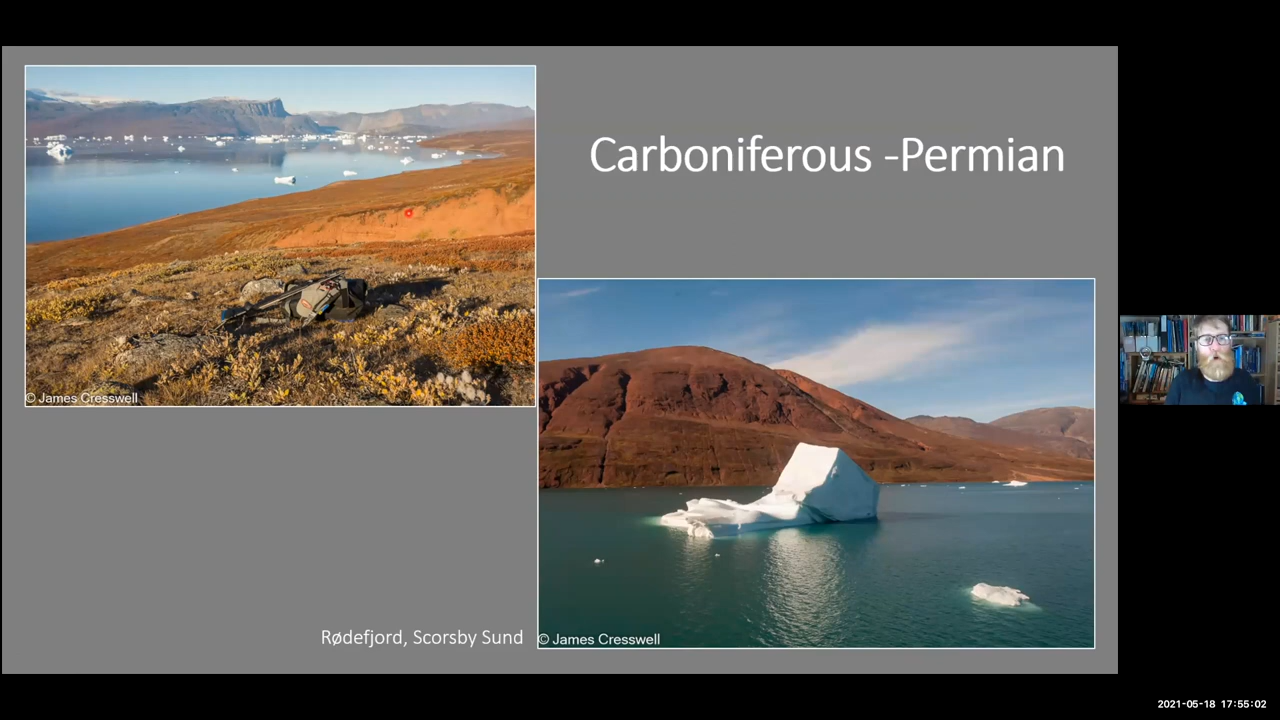 Carboniferous -Permian
© James Cresswell
Rødefjord, Scorsby Sund
© James Cresswell
2021-05-18 17:55:02